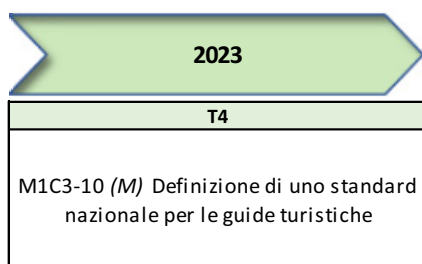 2023
T4
M1C3-10 (M) Definizione di uno standard
nazionale per le guide turistiche